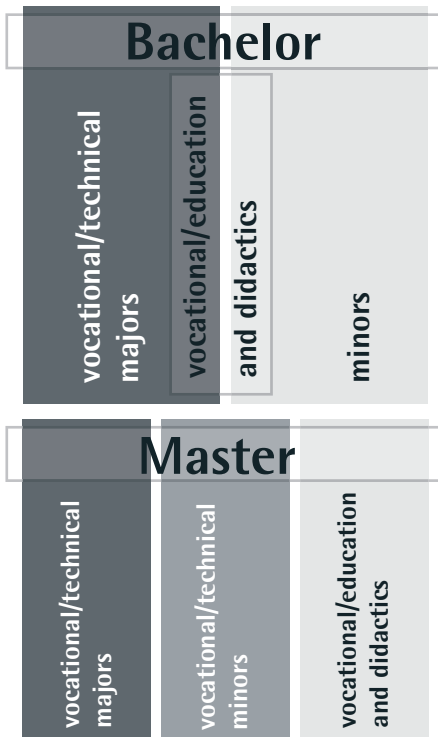 Bachelor
vocational/technical
majors
vocational/education
and didactics
minors
Master
vocational/technical
majors
vocational/technical
minors
vocational/education
and didactics